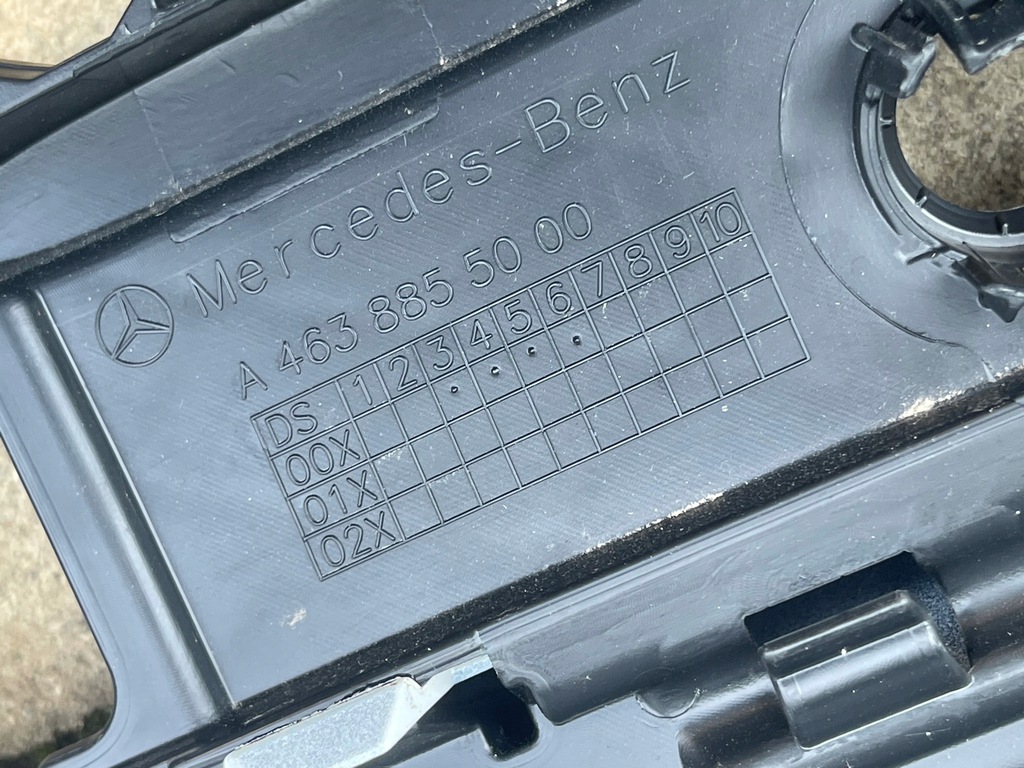 Mercedes-Benz
A 463 885 50 00
DS 1 2 3 4 5 6 7 8 9 10
00X
01X
02X